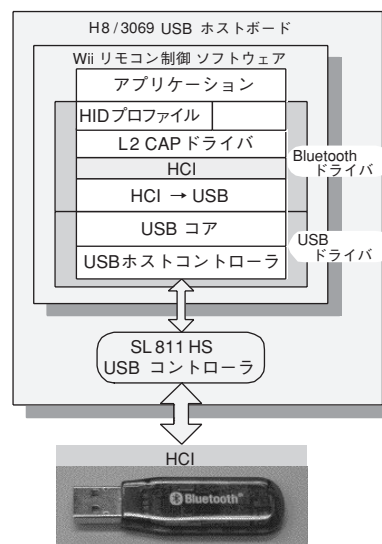 H8/3069 USB ホストボード
Wii リモコン制御 ソフトウェア
アプリケーション
HIDプロファイル
L2 CAPドライバ
HCI
HCI → USB
USB コア
USBホストコントローラ
Bluetooth
ドライバ
USB
ドライバ
SL811HS
USB コントローラ
HCI
Bluetooth®